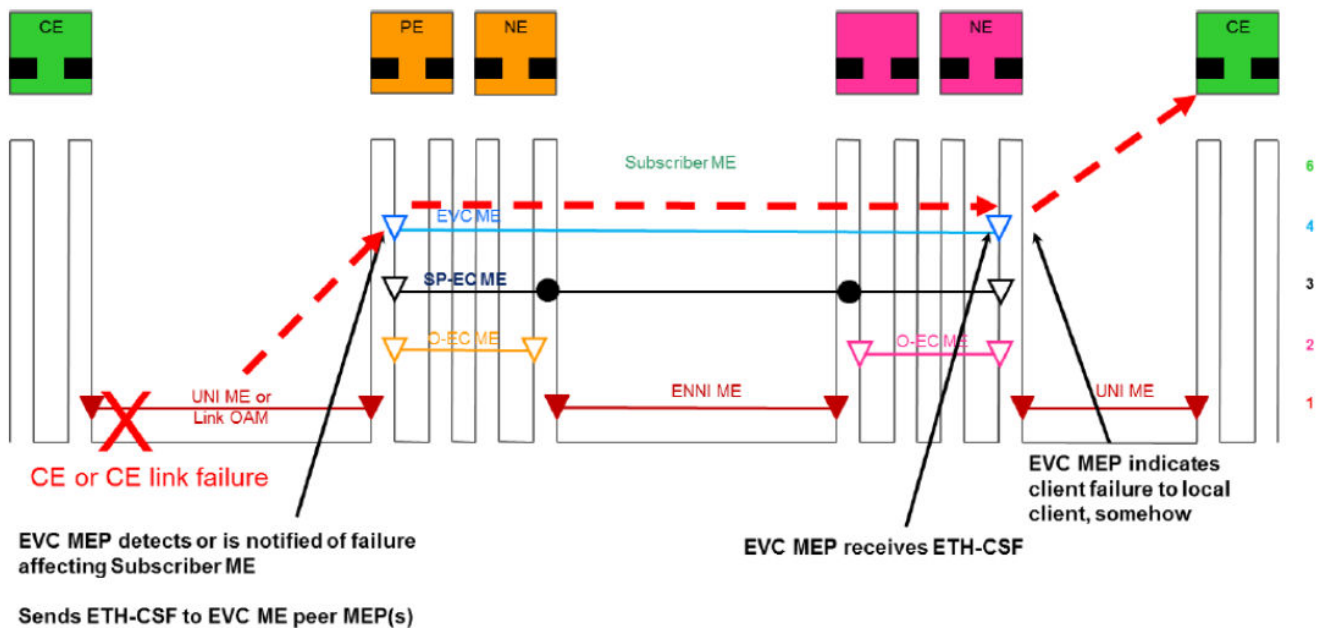 CE
PE
NE
NE
CE
Subscriber ME
6
EVC ME
4
SP-EC ME
3
O-EC ME
O-EC ME
2
UNI ME or
Link OAM
ENNI ME
UNI ME
1
X
CE or CE link failure
EVC MEP detects or is notified of failure
affecting Subscriber ME
Sends ETH-CSF to EVC ME peer MEP(s)
EVC MEP receives ETH-CSF
EVC MEP indicates
client failure to local
client, somehow